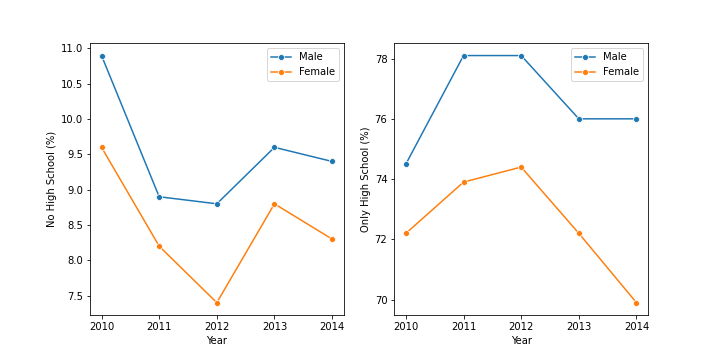 11.0
10.5
10.0
9.5
9.0
8.5
8.0
7.5
No High School (%)
2010 2011 2012 2013 2014
Year
Male
Female
78
76
74
72
70
Only High School (%)
2010 2011 2012 2013 2014
Year
Male
Female